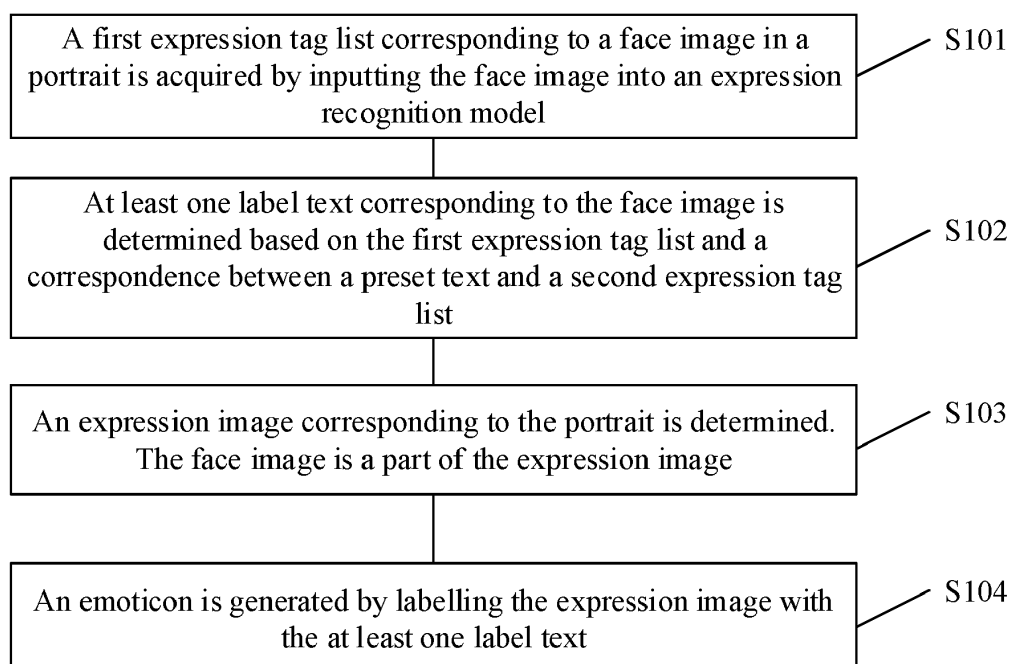 A first expression tag list corresponding to a face image in a
portrait is acquired by inputting the face image into an expression
recognition model
S101
At least one label text corresponding to the face image is
determined based on the first expression tag list and a
correspondence between a preset text and a second expression tag
list
S102
An expression image corresponding to the portrait is determined.
The face image is a part of the expression image
S103
An emoticon is generated by labelling the expression image with
the at least one label text
S104